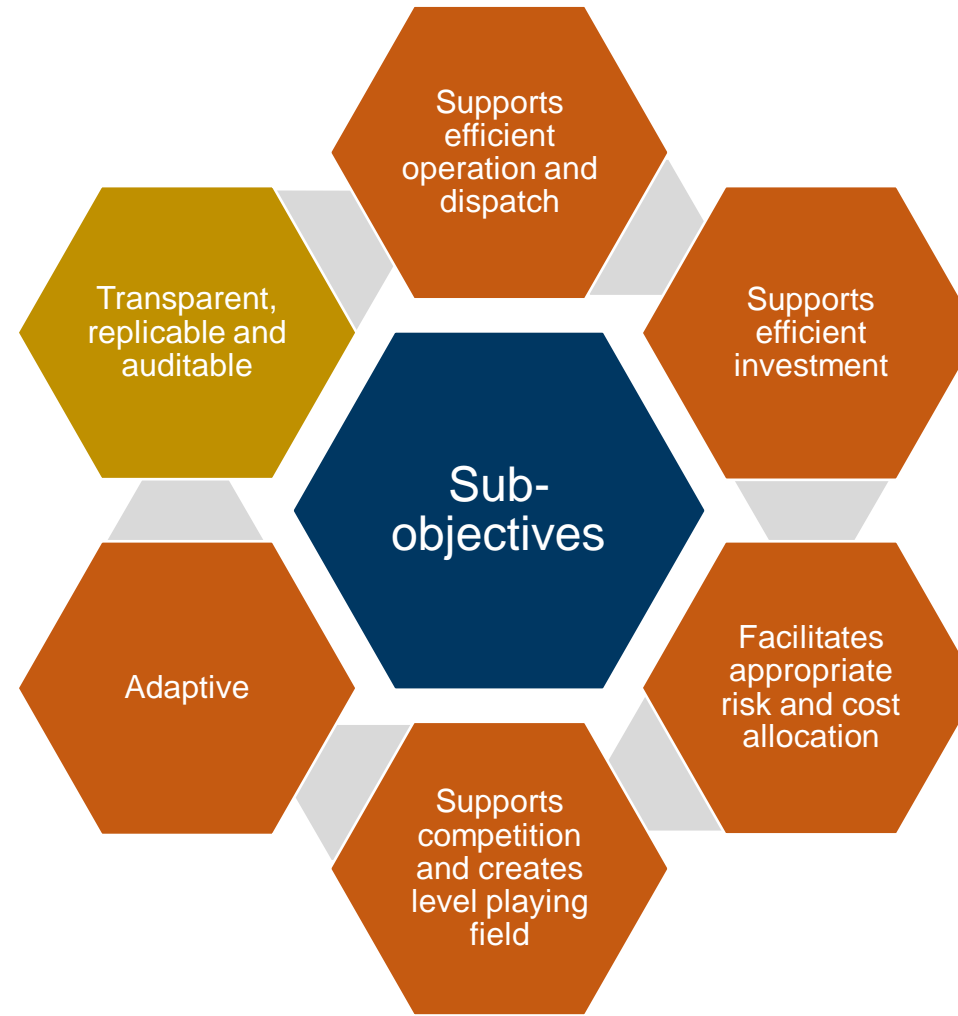 Supports
efficient
operation and
dispatch
Transparent,
replicable and
auditable
Supports
efficient
investment
Sub-
objectives
Adaptive
Facilitates
appropriate
risk and cost
allocation
Supports
competition
and creates
level playing
field